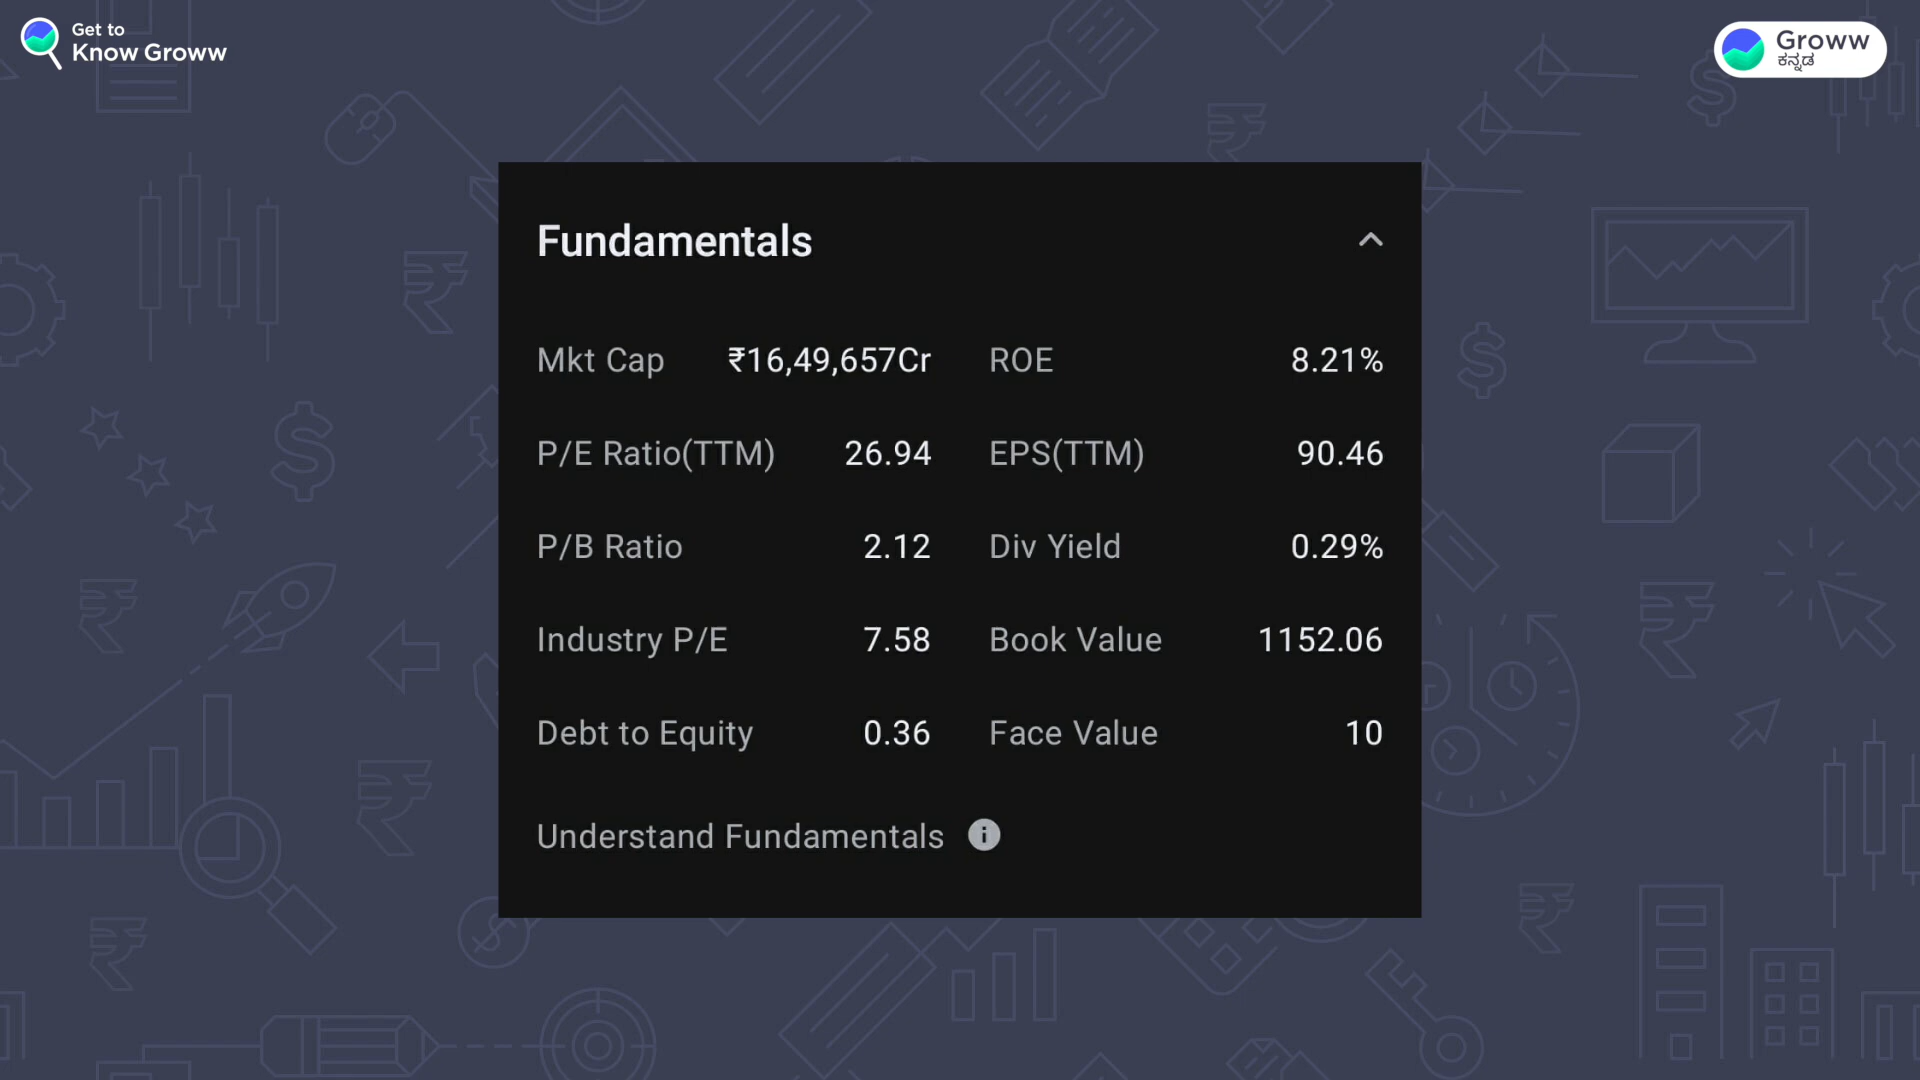 Get to
Know Groww
Groww
ಕನ್ನಡ
Fundamentals
Mkt Cap ₹16,49,657Cr ROE 8.21%
P/E Ratio(TTM) 26.94 EPS(TTM) 90.46
P/B Ratio 2.12 Div Yield 0.29%
Industry P/E 7.58 Book Value 1152.06
Debt to Equity 0.36 Face Value 10
Understand Fundamentals